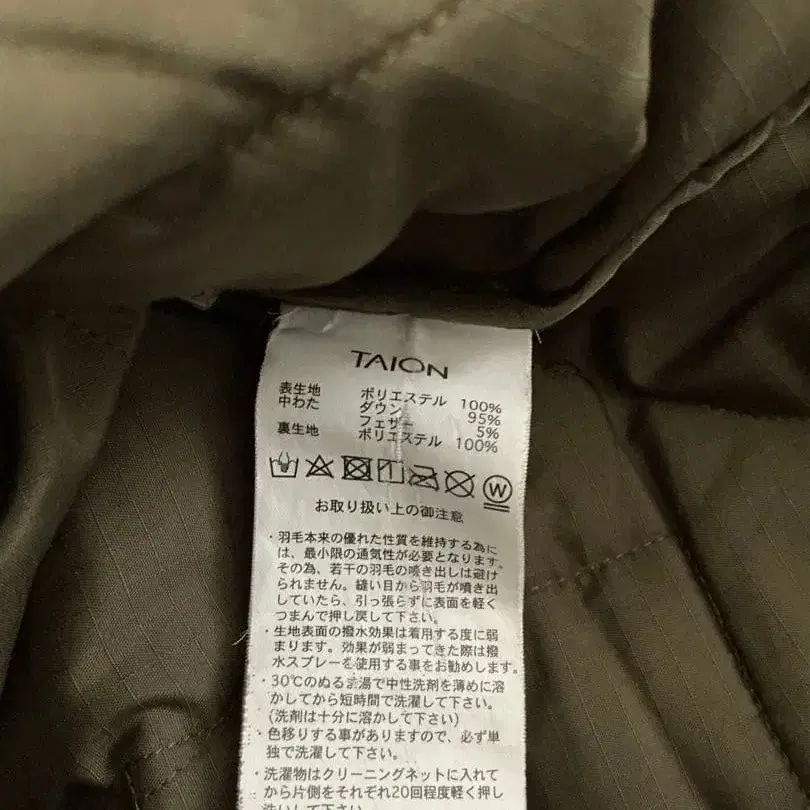 TAION
表生地 ポリエステル 100%
中わた ダウン 95%
フェザー 5%
裏生地 ポリエステル 100%
W
お取り扱い上の御注意
・羽毛本来の優れた性質を維持する為に
は、最小限の通気性が必要となります。
その為、若干の羽毛の噴き出しは避け
られません。縫い目から羽毛が噴き出
していたら、引っ張らずに表面を軽く
つまんで押し戻して下さい。
・生地表面の撥水効果は着用する度に弱
まります。効果が弱まってきた際は撥
水スプレーを使用する事をお勧めします。
・30℃のぬるま湯で中性洗剤を薄めに溶
かしてから短時間で洗濯して下さい。
(洗剤は十分に溶かして下さい)
・色移りする事がありますので、必ず単
独で洗濯して下さい。
・洗濯物はクリーニングネットに入れて
から片側をそれぞれ20回程度軽く押し
洗いして下さい